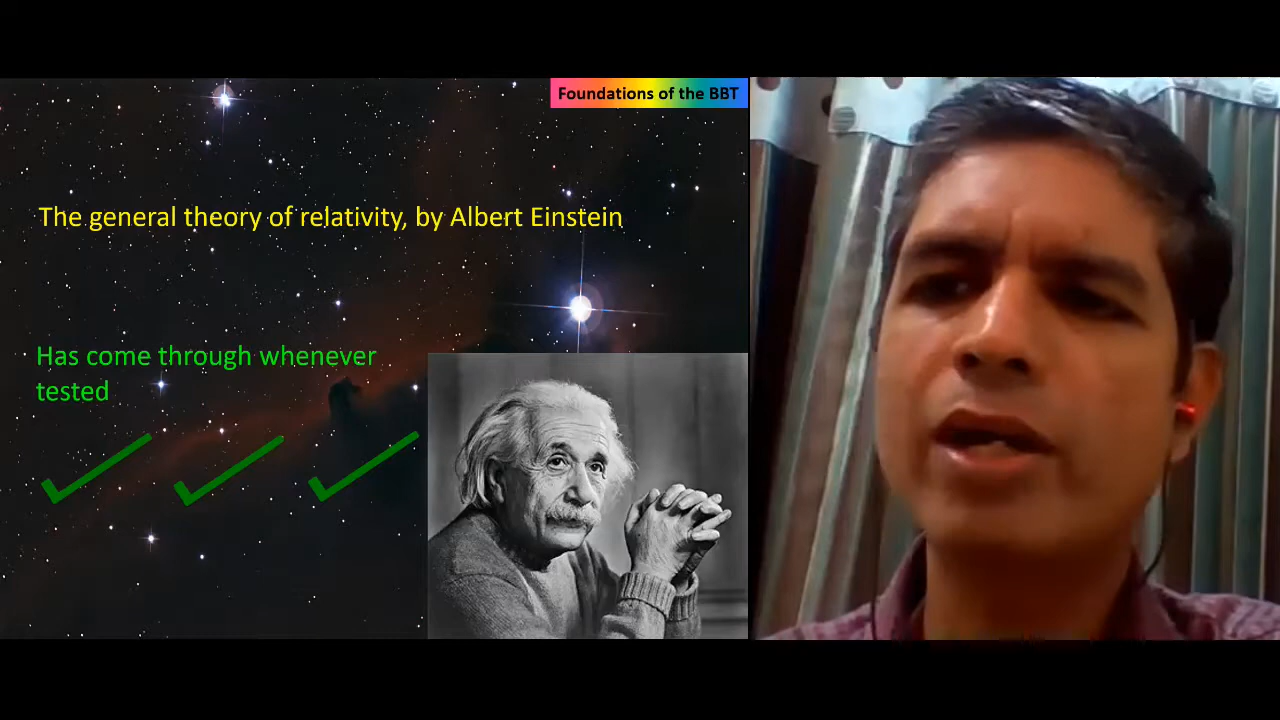 Foundations of the BBT
The general theory of relativity, by Albert Einstein
Has come through whenever
tested